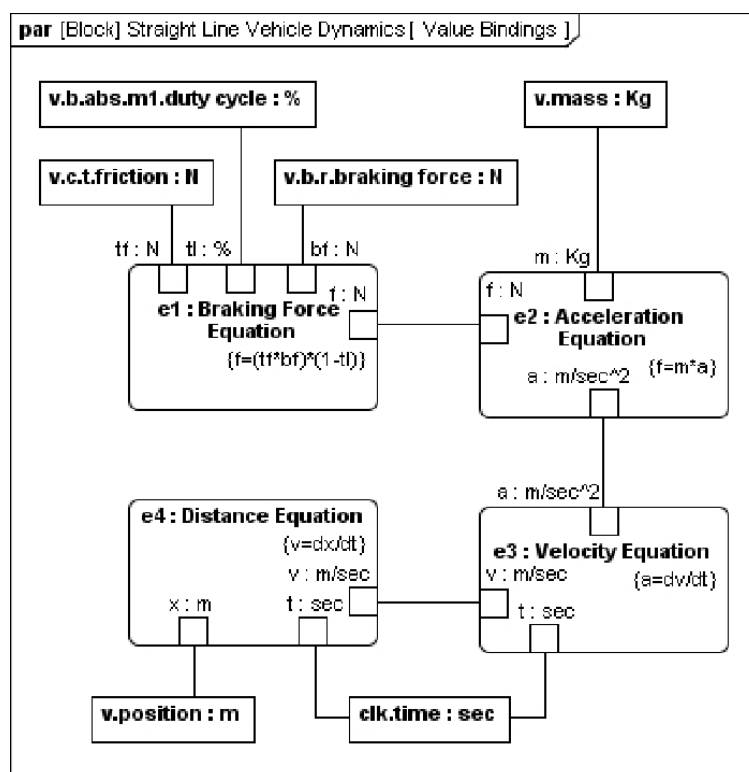 par [Block] Straight Line Vehicle Dynamics [ Value Bindings ]
v.b.abs.m1.duty cycle : %
v.mass : Kg
v.c.t.friction : N
v.b.r.braking force : N
tf : N
tl : %
bf : N
m : Kg
f : N
e1 : Braking Force
Equation
{f=(tf*bf)*(1-tl)}
f : N
e2 : Acceleration
Equation
{f=m*a}
a : m/sec^2
a : m/sec^2
e4 : Distance Equation
{v=dx/dt}
v : m/sec
x : m
t : sec
e3 : Velocity Equation
v : m/sec
{a=dv/dt}
t : sec
v.position : m
clk.time : sec